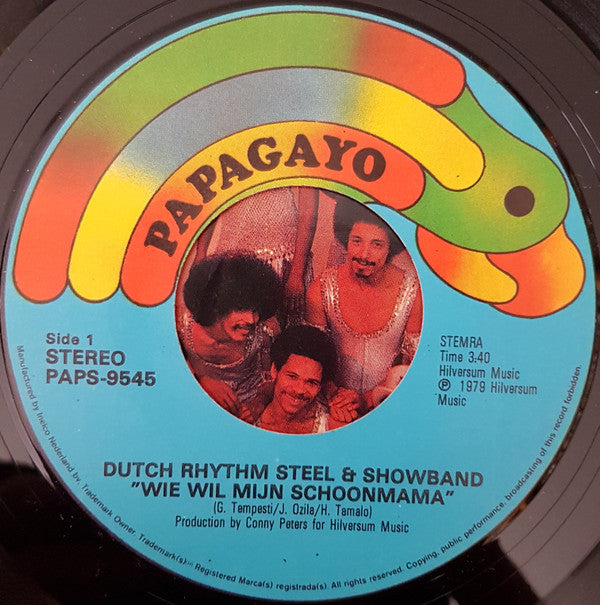 PAPAGAYO
Side 1
STEREO
PAPS-9545
STEMRA
Time 3:40
Hilversum Music
Ⓟ 1979 Hilversum
Music
DUTCH RHYTHM STEEL & SHOWBAND
"WIE WIL MIJN SCHOONMAMA"
(G. Tempesti/J. Ozila/H. Tamalo)
Production by Conny Peters for Hilversum Music
Manufactured by Inelco Nederland bv. Trademark Owner. Trademark(s)— Registered Marca(s) registrada(s). All rights reserved. Copying, public performance, broadcasting of this record forbidden.